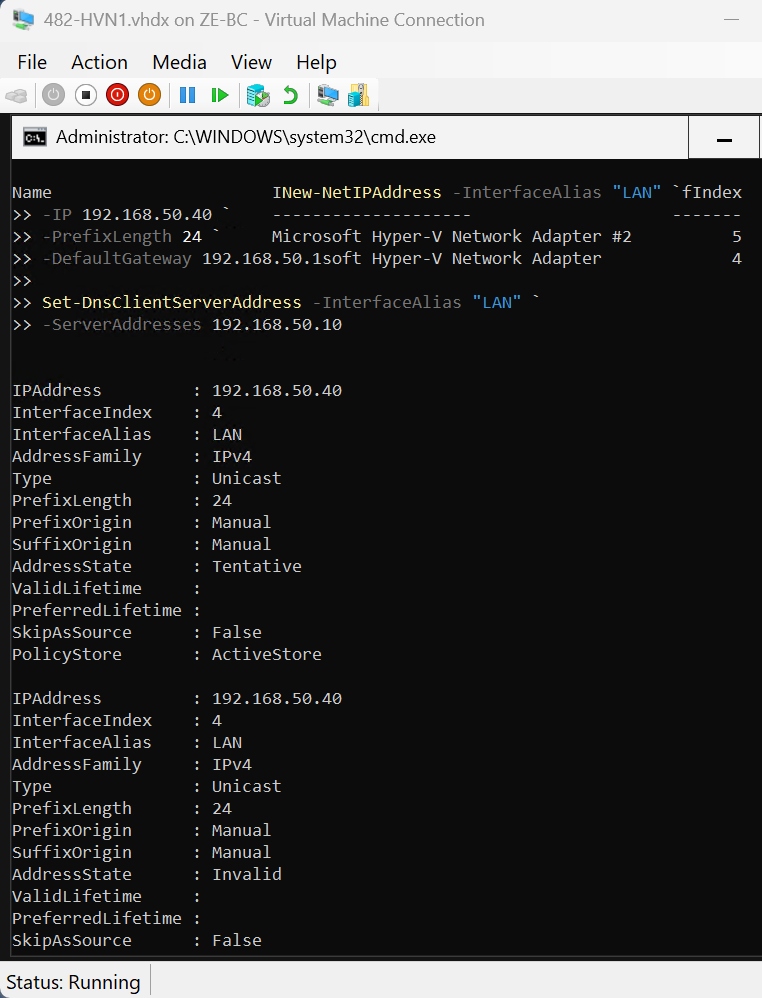 482-HVN1.vhdx on ZE-BC - Virtual Machine Connection
File Action Media View Help
Administrator: C:\WINDOWS\system32\cmd.exe
Name INew-NetIPAddress -InterfaceAlias "LAN" `fIndex
>> -IP 192.168.50.40 ` -------------------- -------
>> -PrefixLength 24 ` Microsoft Hyper-V Network Adapter #2 5
>> -DefaultGateway 192.168.50.1soft Hyper-V Network Adapter 4
>>
>> Set-DnsClientServerAddress -InterfaceAlias "LAN" `
>> -ServerAddresses 192.168.50.10
IPAddress : 192.168.50.40
InterfaceIndex : 4
InterfaceAlias : LAN
AddressFamily : IPv4
Type : Unicast
PrefixLength : 24
PrefixOrigin : Manual
SuffixOrigin : Manual
AddressState : Tentative
ValidLifetime :
PreferredLifetime :
SkipAsSource : False
PolicyStore : ActiveStore
IPAddress : 192.168.50.40
InterfaceIndex : 4
InterfaceAlias : LAN
AddressFamily : IPv4
Type : Unicast
PrefixLength : 24
PrefixOrigin : Manual
SuffixOrigin : Manual
AddressState : Invalid
ValidLifetime :
PreferredLifetime :
SkipAsSource : False
Status: Running